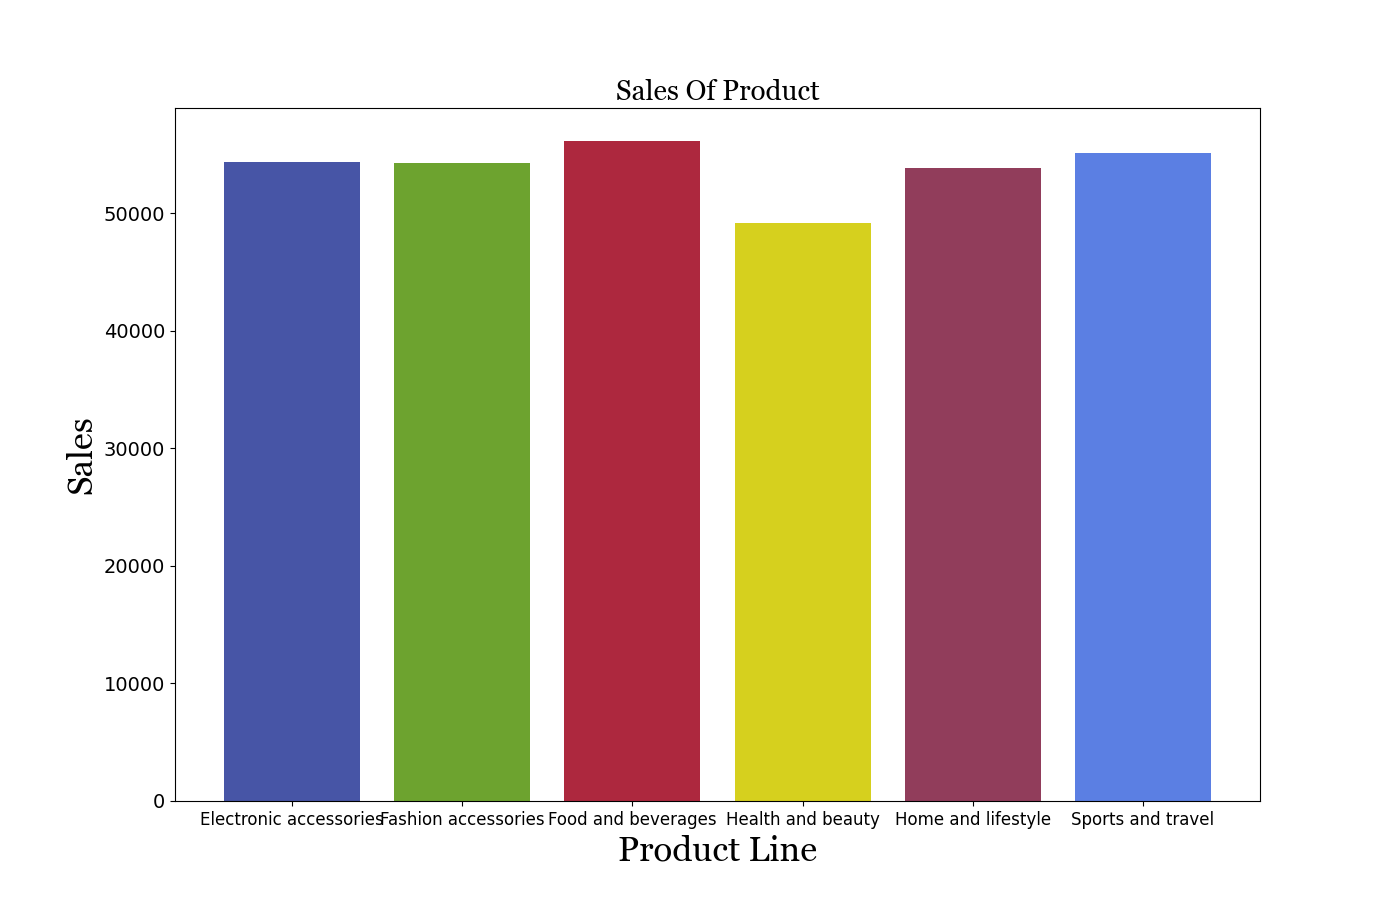 Sales Of Product
Sales
50000
40000
30000
20000
10000
0
Electronic accessories Fashion accessories Food and beverages Health and beauty Home and lifestyle Sports and travel
Product Line